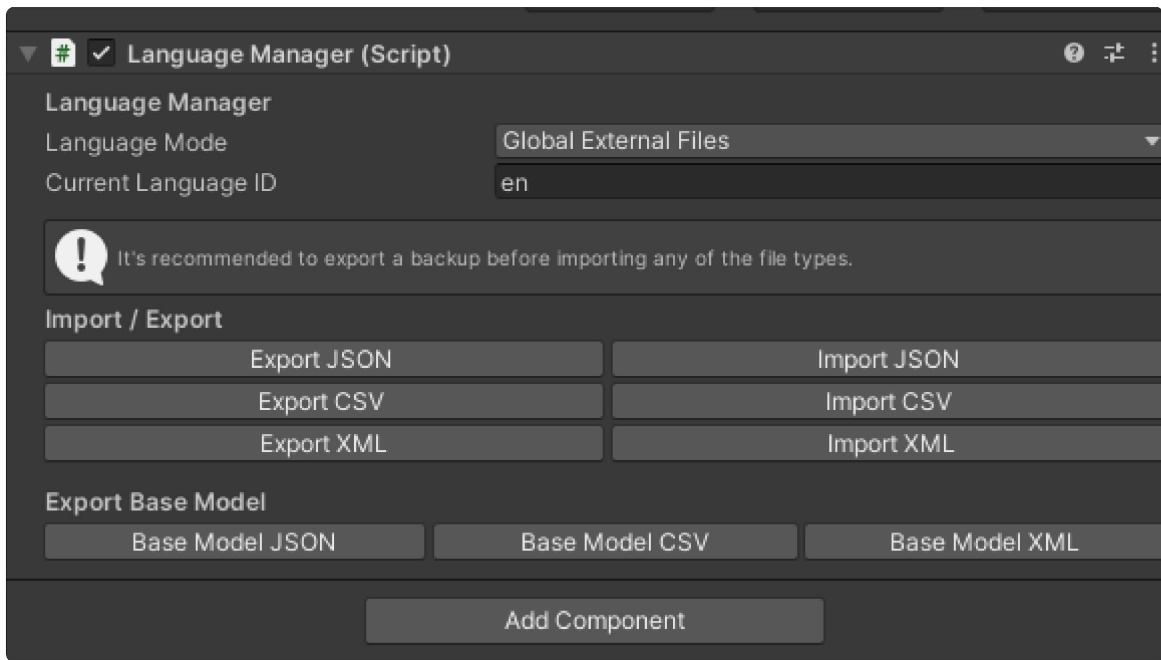 Language Manager (Script)
Language Manager
Language Mode Global External Files
Current Language ID en
It's recommended to export a backup before importing any of the file types.
Import / Export
Export JSON Import JSON
Export CSV Import CSV
Export XML Import XML
Export Base Model
Base Model JSON Base Model CSV Base Model XML
Add Component